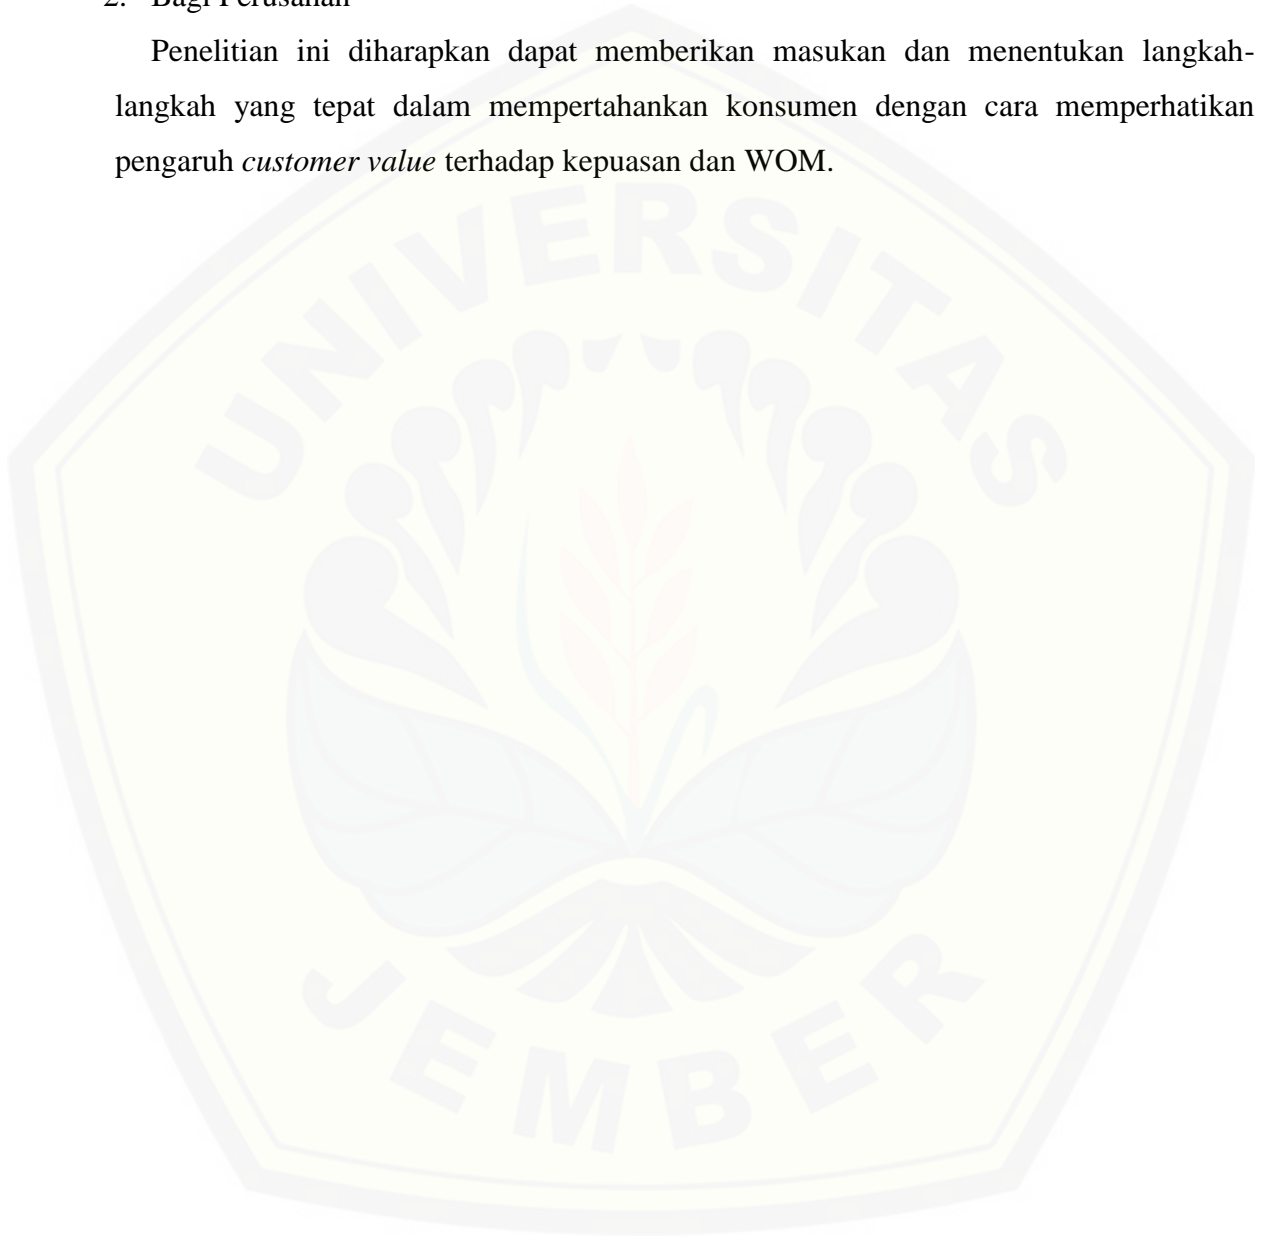 2. Bagi Perusahan
Penelitian ini diharapkan dapat memberikan masukan dan menentukan langkah-
langkah yang tepat dalam mempertahankan konsumen dengan cara memperhatikan
pengaruh customer value terhadap kepuasan dan WOM.
UNIVERSITAS
JEMBER